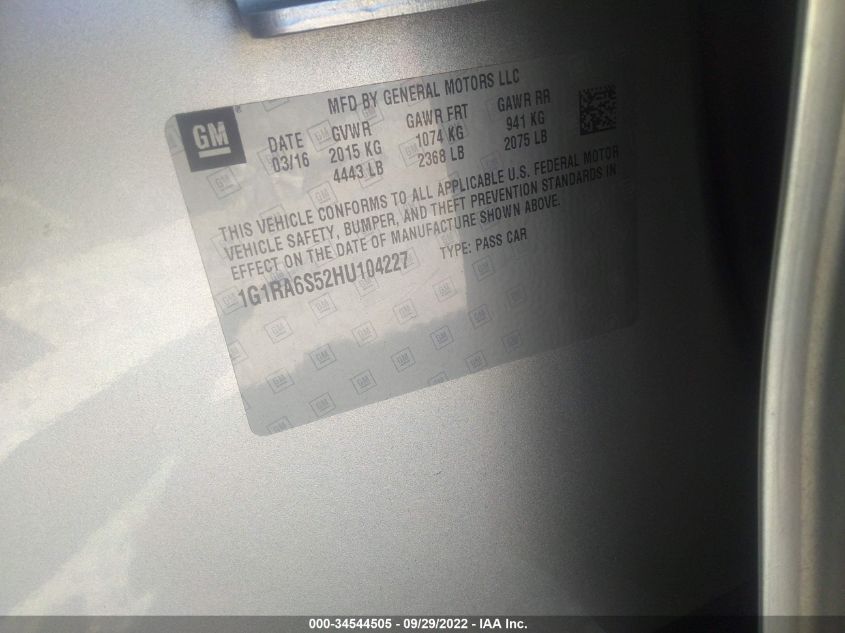 GM
MFD BY GENERAL MOTORS LLC
DATE GVWR GAWR FRT GAWR RR
03/16 2015 KG 1074 KG 941 KG
4443 LB 2368 LB 2075 LB
THIS VEHICLE CONFORMS TO ALL APPLICABLE U.S. FEDERAL MOTOR
VEHICLE SAFETY, BUMPER, AND THEFT PREVENTION STANDARDS IN
EFFECT ON THE DATE OF MANUFACTURE SHOWN ABOVE.
1G1RA6S52HU104227 TYPE: PASS CAR
000-34544505 - 09/29/2022 - IAA Inc.